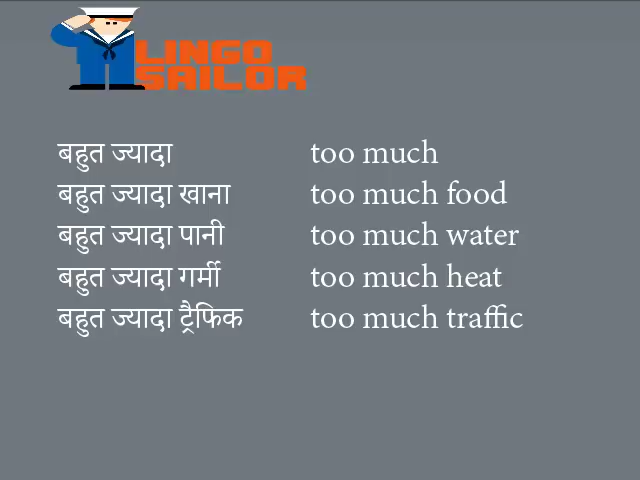 LINGO
SAILOR
बहुत ज्यादा too much
बहुत ज्यादा खाना too much food
बहुत ज्यादा पानी too much water
बहुत ज्यादा गर्मी too much heat
बहुत ज्यादा ट्रैफिक too much traffic